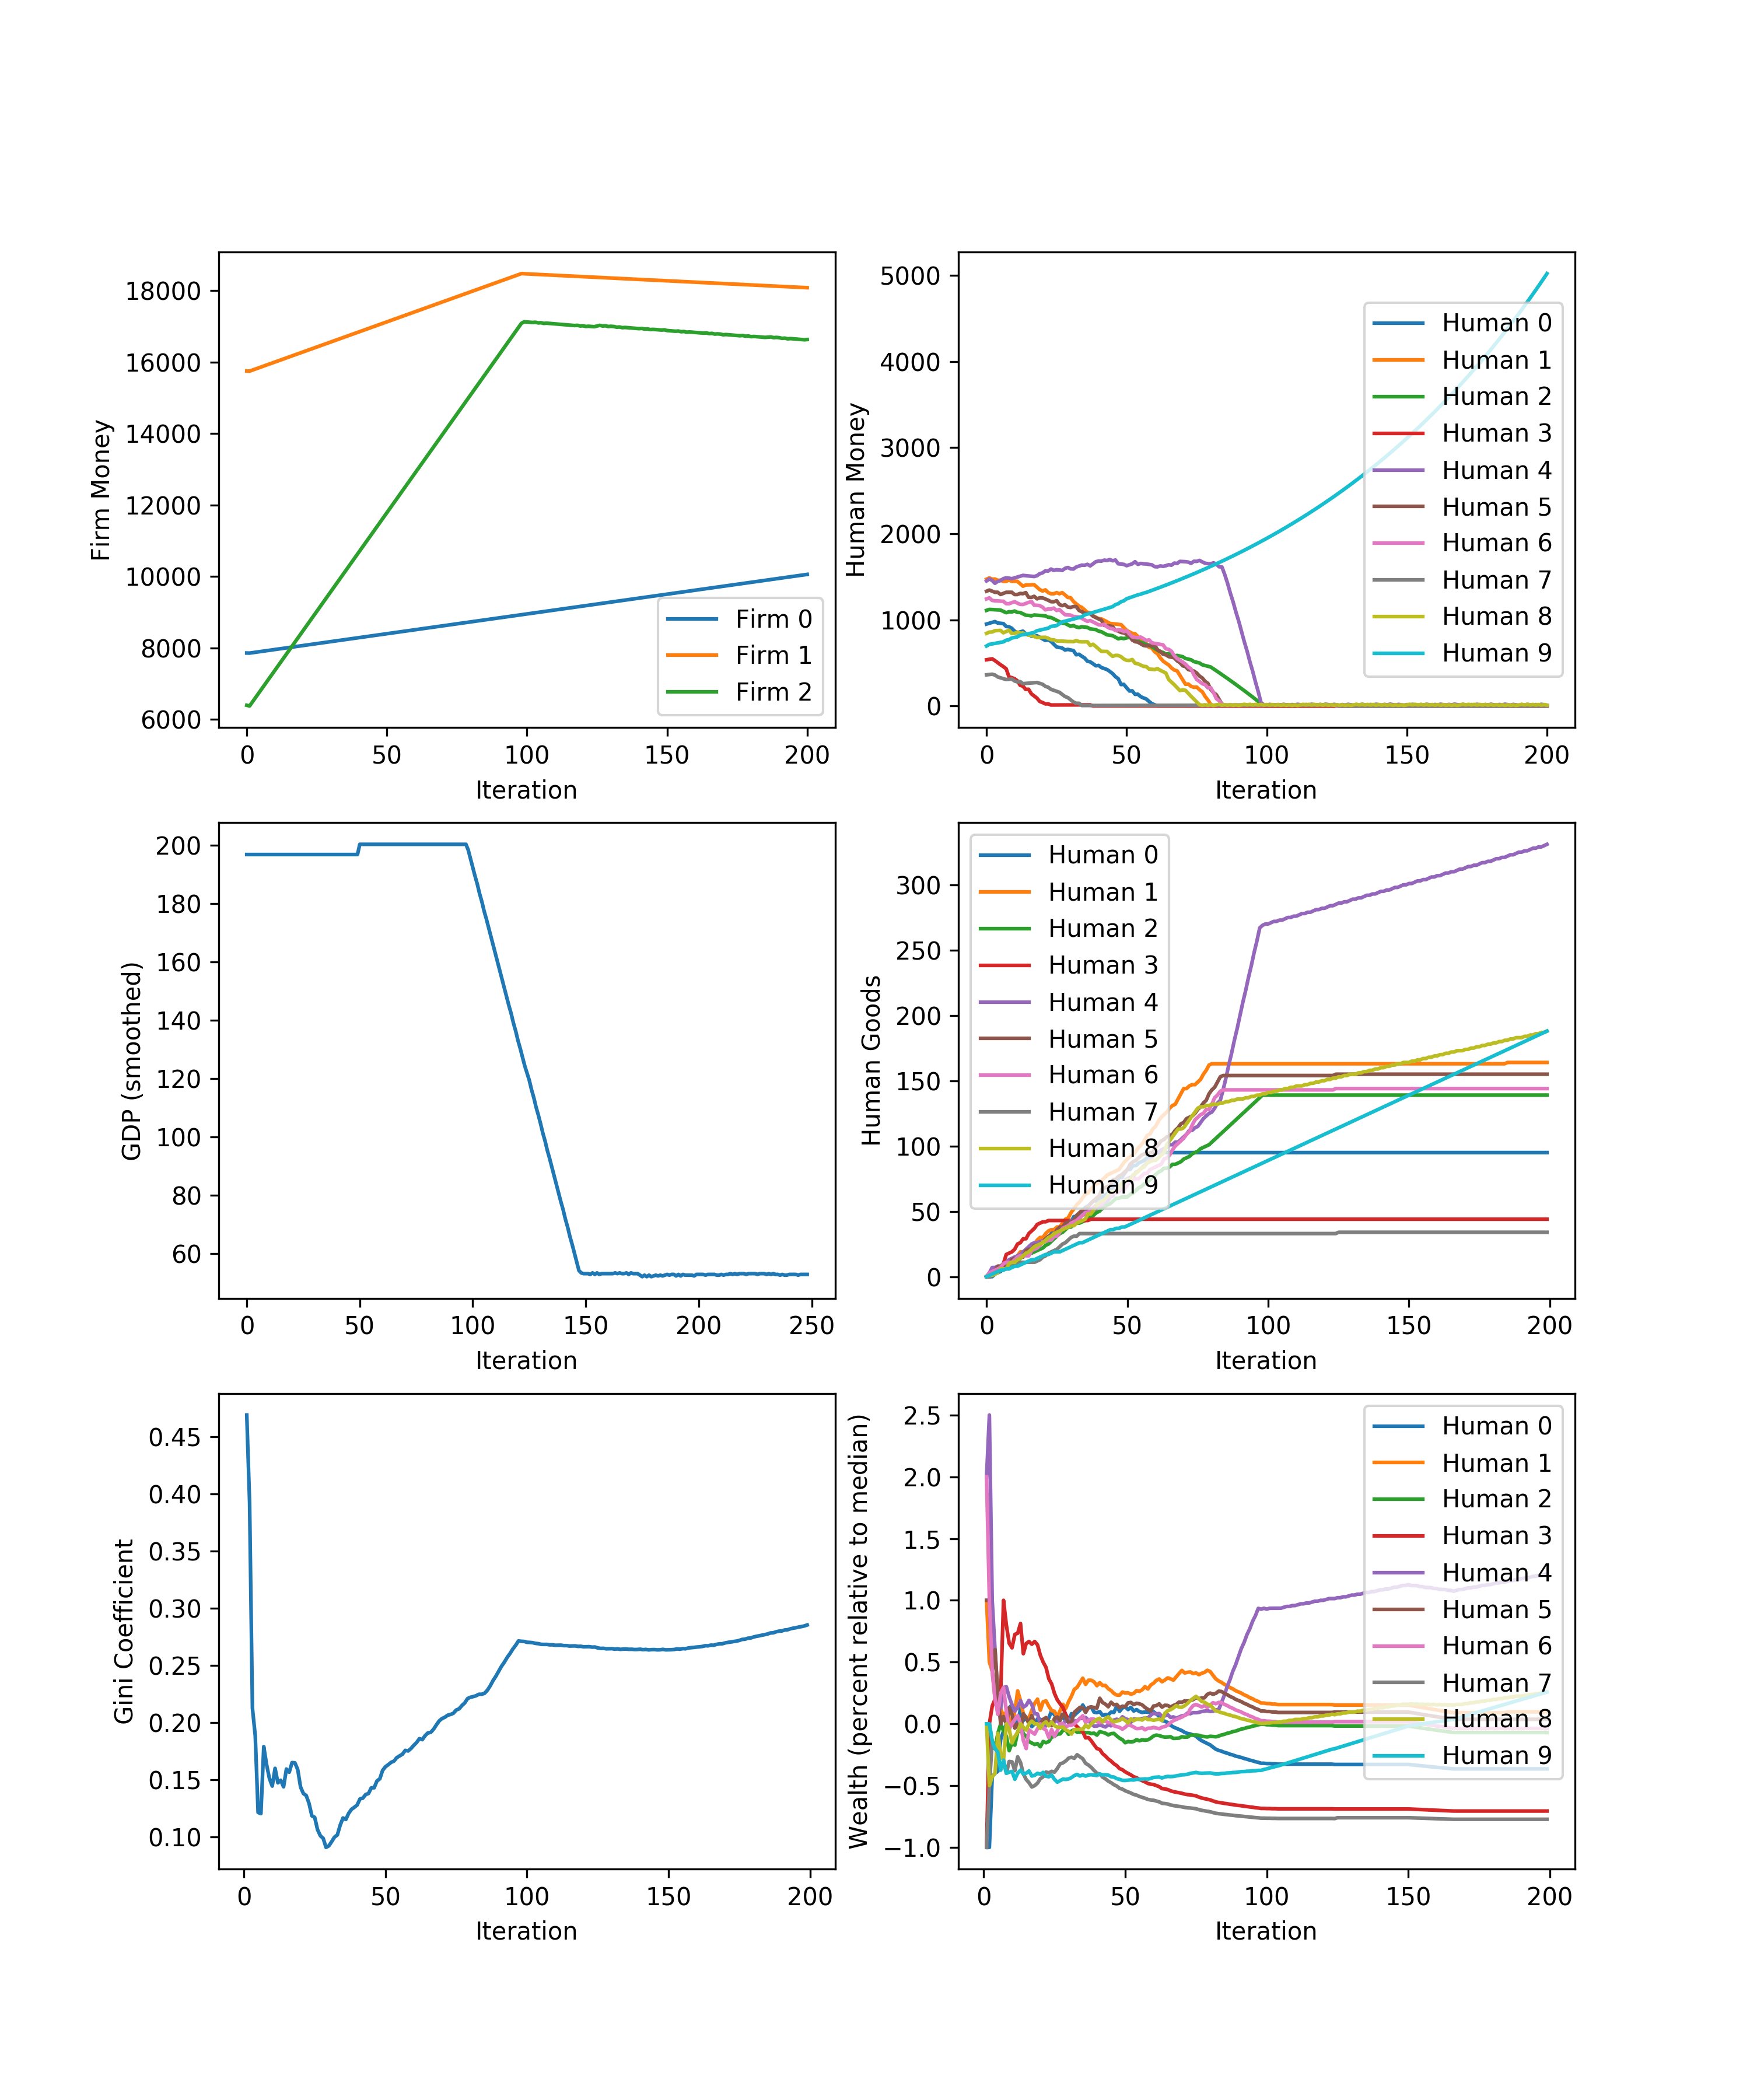 18000
16000
14000
12000
10000
8000
6000
Firm Money
0 50 100 150 200
Iteration
Firm 0
Firm 1
Firm 2
5000
4000
3000
2000
1000
0
Human Money
0 50 100 150 200
Iteration
Human 0
Human 1
Human 2
Human 3
Human 4
Human 5
Human 6
Human 7
Human 8
Human 9
200
180
160
140
120
100
80
60
GDP (smoothed)
0 50 100 150 200 250
Iteration
300
250
200
150
100
50
0
Human Goods
0 50 100 150 200
Iteration
Human 0
Human 1
Human 2
Human 3
Human 4
Human 5
Human 6
Human 7
Human 8
Human 9
0.45
0.40
0.35
0.30
0.25
0.20
0.15
0.10
Gini Coefficient
0 50 100 150 200
Iteration
2.5
2.0
1.5
1.0
0.5
0.0
−0.5
−1.0
Wealth (percent relative to median)
0 50 100 150 200
Iteration
Human 0
Human 1
Human 2
Human 3
Human 4
Human 5
Human 6
Human 7
Human 8
Human 9